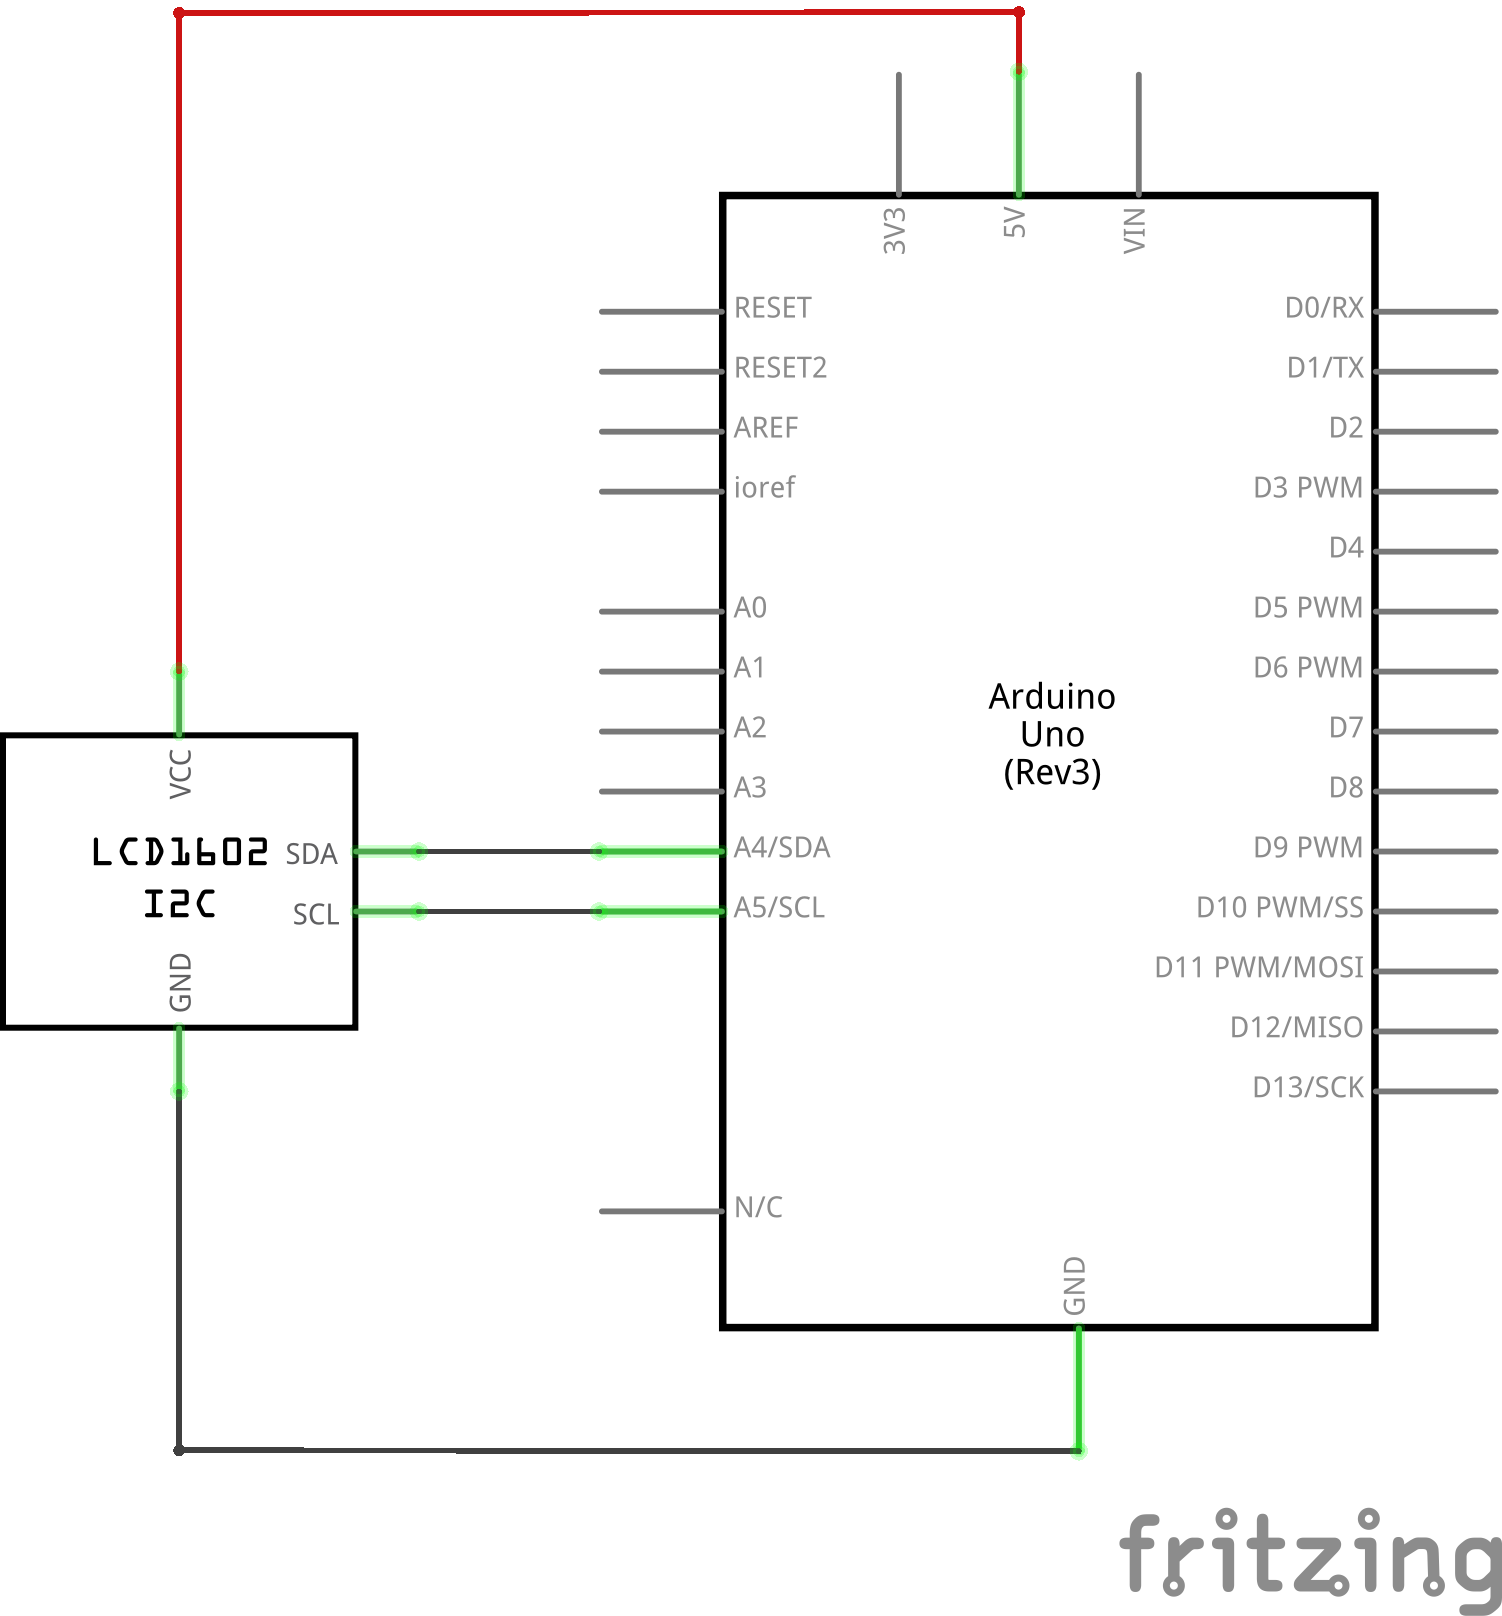 3V3
5V
VIN
RESET
RESET2
AREF
ioref
A0
A1
A2
A3
A4/SDA
A5/SCL
N/C
D0/RX
D1/TX
D2
D3 PWM
D4
D5 PWM
D6 PWM
D7
D8
D9 PWM
D10 PWM/SS
D11 PWM/MOSI
D12/MISO
D13/SCK
Arduino
Uno
(Rev3)
GND
VCC
LCD1602
I2C
SDA
SCL
GND
fritzing